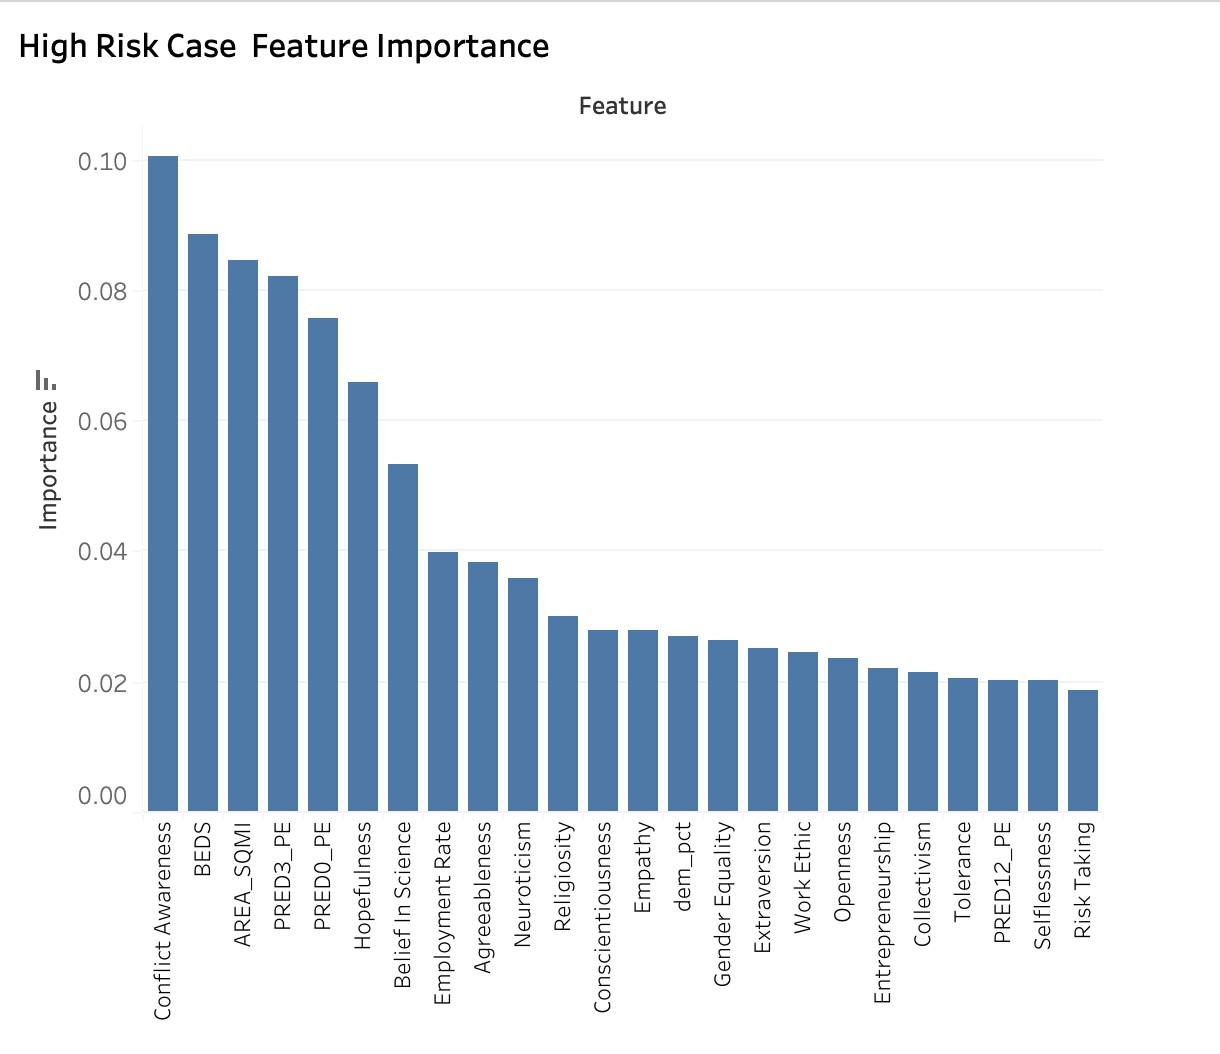 High Risk Case  Feature Importance
Feature
Importance
0.10
0.08
0.06
0.04
0.02
0.00
Conflict Awareness
BEDS
AREA_SQMI
PRED3_PE
PRED0_PE
Hopefulness
Belief In Science
Employment Rate
Agreeableness
Neuroticism
Religiosity
Conscientiousness
Empathy
dem_pct
Gender Equality
Extraversion
Work Ethic
Openness
Entrepreneurship
Collectivism
Tolerance
PRED12_PE
Selflessness
Risk Taking